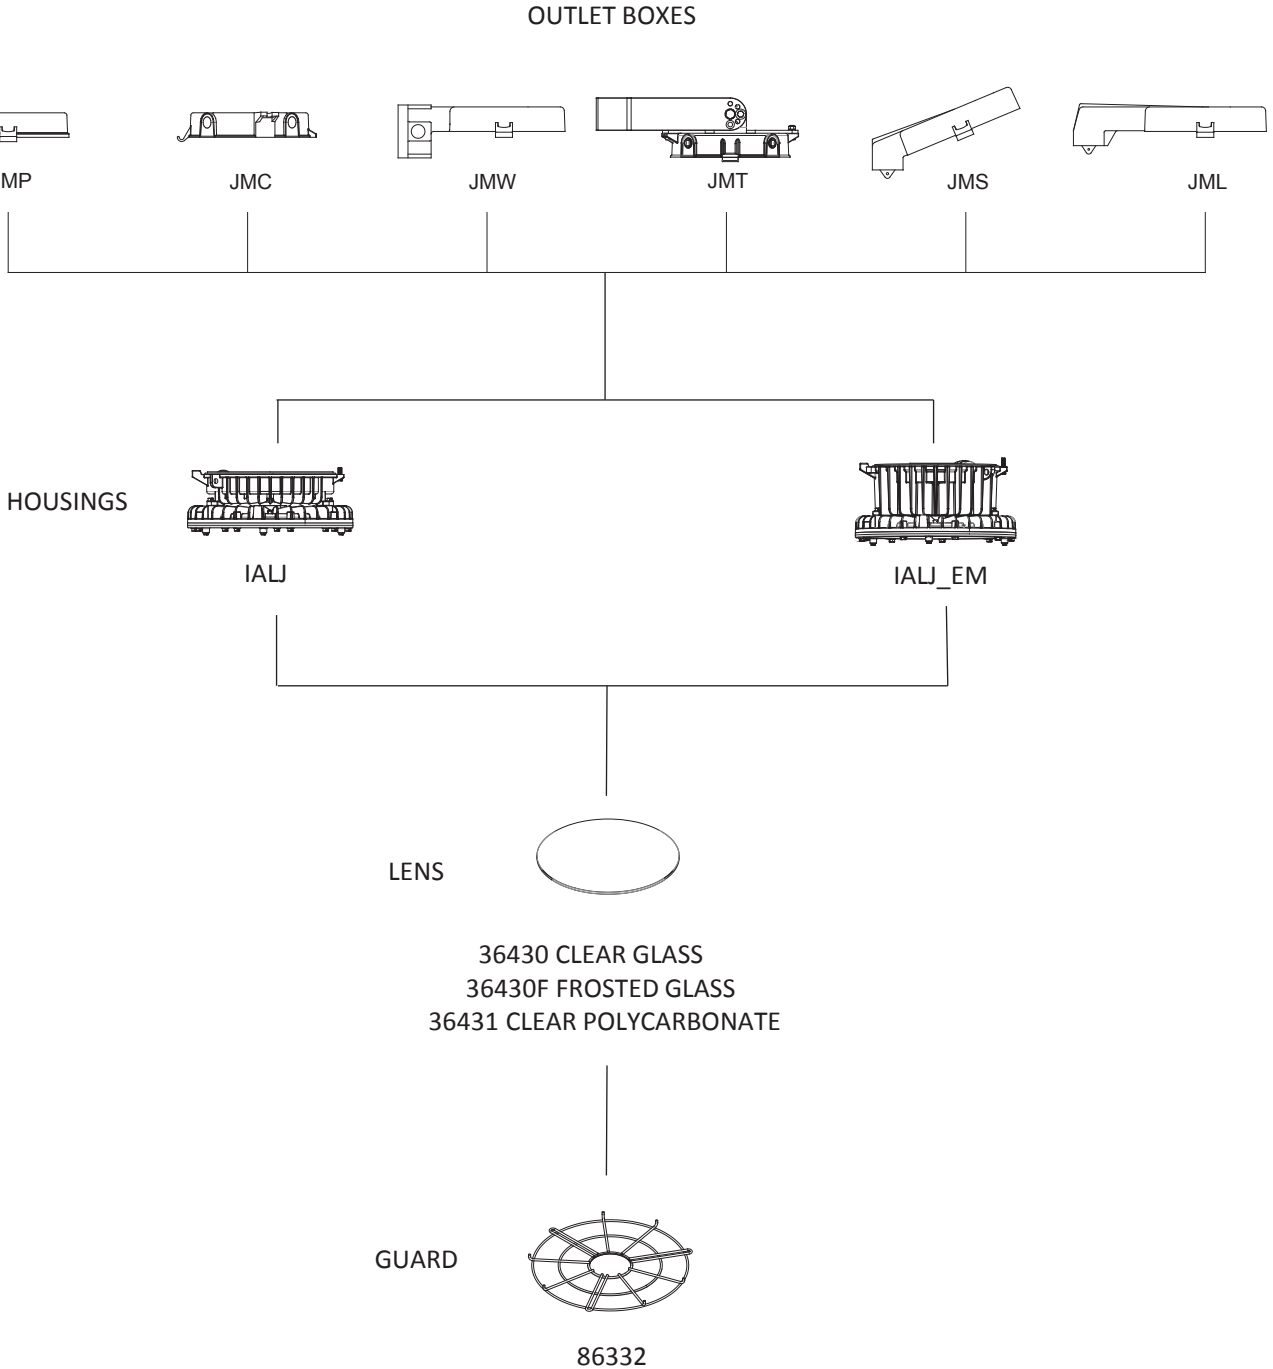 OUTLET BOXES
MP JMC JMW JMT JMS JML
HOUSINGS
IALJ IALJ_EM
LENS
36430 CLEAR GLASS
36430F FROSTED GLASS
36431 CLEAR POLYCARBONATE
GUARD
86332